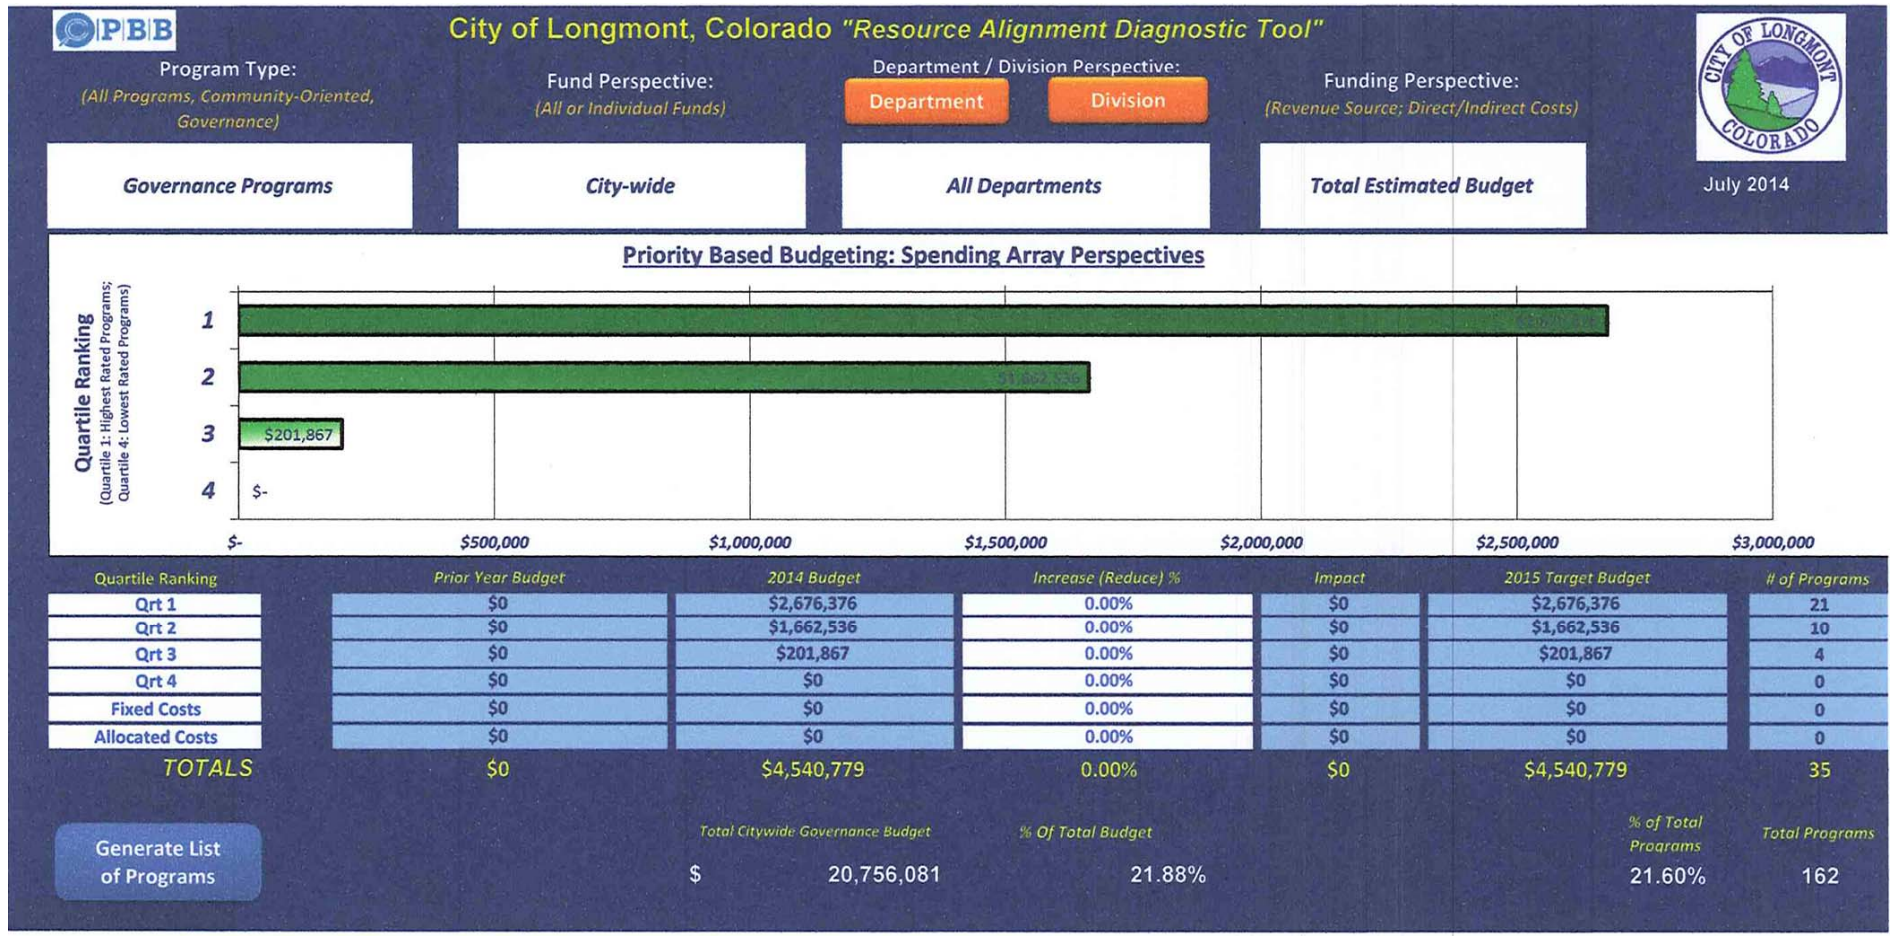 PBB
City of Longmont, Colorado "Resource Alignment Diagnostic Tool"
Program Type:
(All Programs, Community-Oriented,
Governance)
Fund Perspective:
(All or Individual Funds)
Department / Division Perspective:
Department Division
Funding Perspective:
(Revenue Source; Direct/Indirect Costs)
CITY OF LONGMONT
COLORADO
July 2014
Governance Programs City-wide All Departments Total Estimated Budget
Priority Based Budgeting: Spending Array Perspectives
Quartile Ranking
(Quartile 1: Highest Rated Programs;
Quartile 4: Lowest Rated Programs)
1
2 $1,662,536
3 $201,867
4 $-
$- $500,000 $1,000,000 $1,500,000 $2,000,000 $2,500,000 $3,000,000
Quartile Ranking Prior Year Budget 2014 Budget Increase (Reduce) % Impact 2015 Target Budget # of Programs
Qrt 1 $0 $2,676,376 0.00% $0 $2,676,376 21
Qrt 2 $0 $1,662,536 0.00% $0 $1,662,536 10
Qrt 3 $0 $201,867 0.00% $0 $201,867 4
Qrt 4 $0 $0 0.00% $0 $0 0
Fixed Costs $0 $0 0.00% $0 $0 0
Allocated Costs $0 $0 0.00% $0 $0 0
TOTALS $0 $4,540,779 0.00% $0 $4,540,779 35
Generate List
of Programs
Total Citywide Governance Budget % Of Total Budget
$ 20,756,081 21.88%
% of Total
Programs
21.60%
Total Programs
162